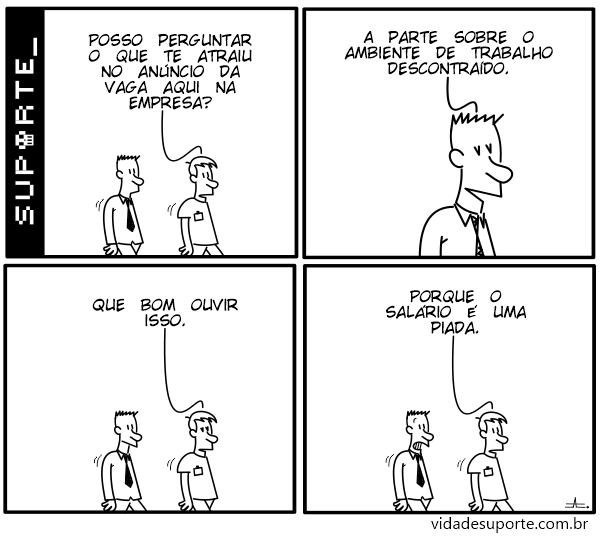 SUPORTE_
POSSO PERGUNTAR
O QUE TE ATRAIU
NO ANÚNCIO DA
VAGA AQUI NA
EMPRESA?
A PARTE SOBRE O
AMBIENTE DE TRABALHO
DESCONTRAÍDO.
QUE BOM OUVIR
ISSO.
PORQUE O
SALÁRIO É UMA
PIADA.
vidadesuporte.com.br